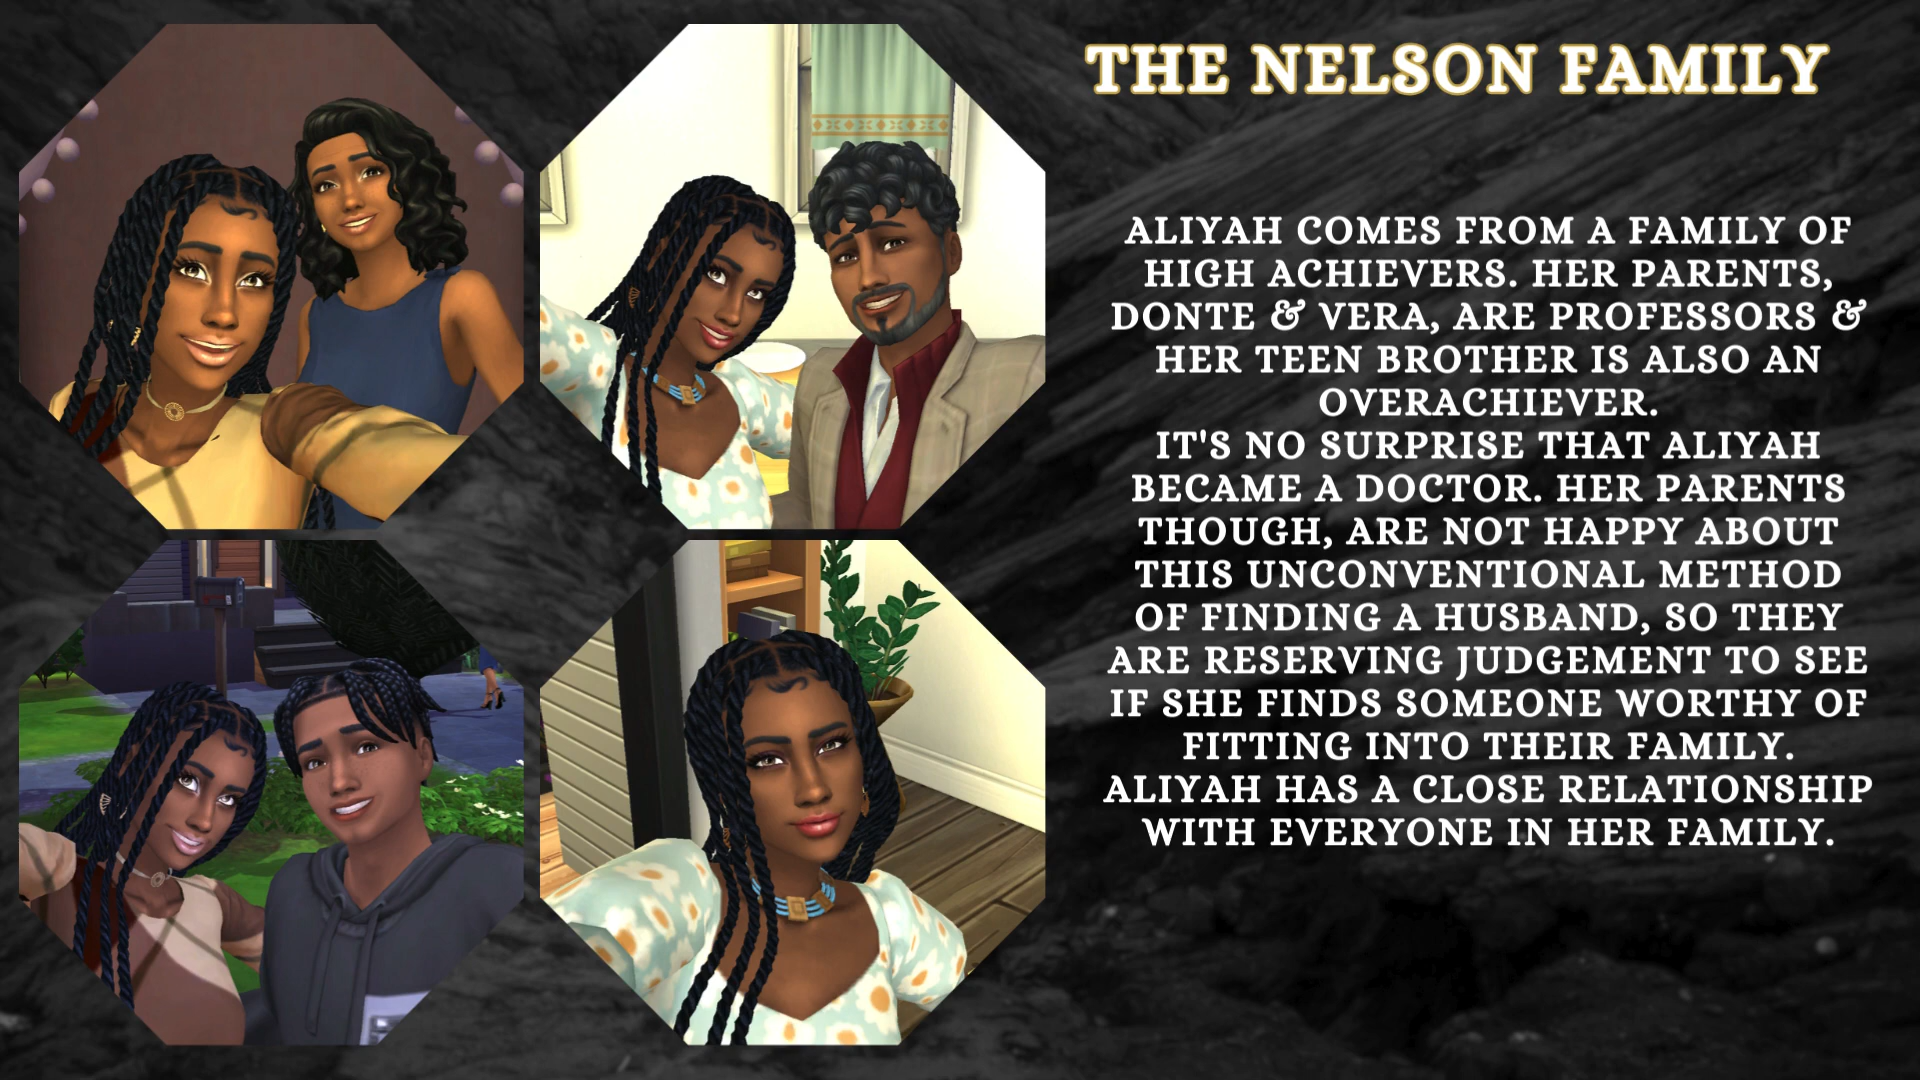 THE NELSON FAMILY
ALIYAH COMES FROM A FAMILY OF
HIGH ACHIEVERS. HER PARENTS,
DONTE & VERA, ARE PROFESSORS &
HER TEEN BROTHER IS ALSO AN
OVERACHIEVER.
IT'S NO SURPRISE THAT ALIYAH
BECAME A DOCTOR. HER PARENTS
THOUGH, ARE NOT HAPPY ABOUT
THIS UNCONVENTIONAL METHOD
OF FINDING A HUSBAND, SO THEY
ARE RESERVING JUDGEMENT TO SEE
IF SHE FINDS SOMEONE WORTHY OF
FITTING INTO THEIR FAMILY.
ALIYAH HAS A CLOSE RELATIONSHIP
WITH EVERYONE IN HER FAMILY.